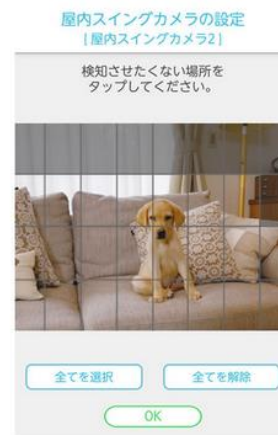 屋内スイングカメラの設定
[ 屋内スイングカメラ2 ]
検知させたくない場所を
タップしてください。
全てを選択
全てを解除
OK